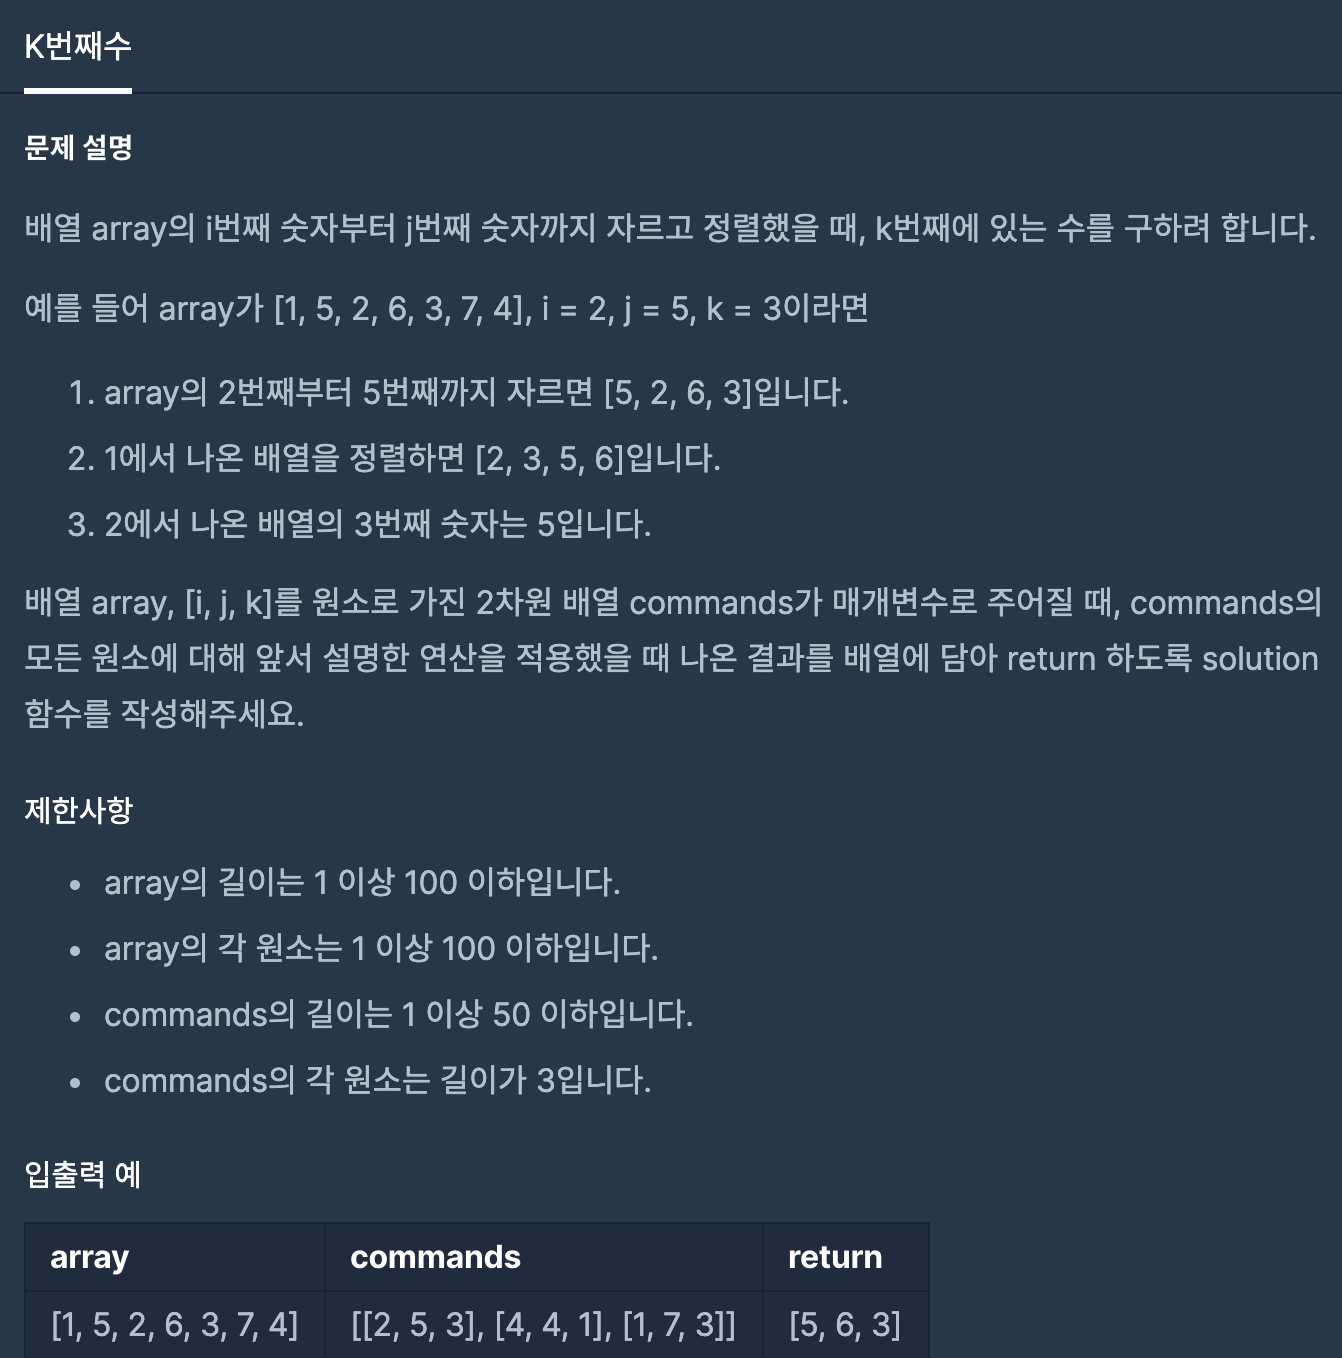 K번째수
문제 설명
배열 array의 i번째 숫자부터 j번째 숫자까지 자르고 정렬했을 때, k번째에 있는 수를 구하려 합니다.
예를 들어 array가 [1, 5, 2, 6, 3, 7, 4], i = 2, j = 5, k = 3이라면
1. array의 2번째부터 5번째까지 자르면 [5, 2, 6, 3]입니다.
2. 1에서 나온 배열을 정렬하면 [2, 3, 5, 6]입니다.
3. 2에서 나온 배열의 3번째 숫자는 5입니다.
배열 array, [i, j, k]를 원소로 가진 2차원 배열 commands가 매개변수로 주어질 때, commands의
모든 원소에 대해 앞서 설명한 연산을 적용했을 때 나온 결과를 배열에 담아 return 하도록 solution
함수를 작성해주세요.
제한사항
• array의 길이는 1 이상 100 이하입니다.
• array의 각 원소는 1 이상 100 이하입니다.
• commands의 길이는 1 이상 50 이하입니다.
• commands의 각 원소는 길이가 3입니다.
입출력 예
array commands return
[1, 5, 2, 6, 3, 7, 4] [[2, 5, 3], [4, 4, 1], [1, 7, 3]] [5, 6, 3]